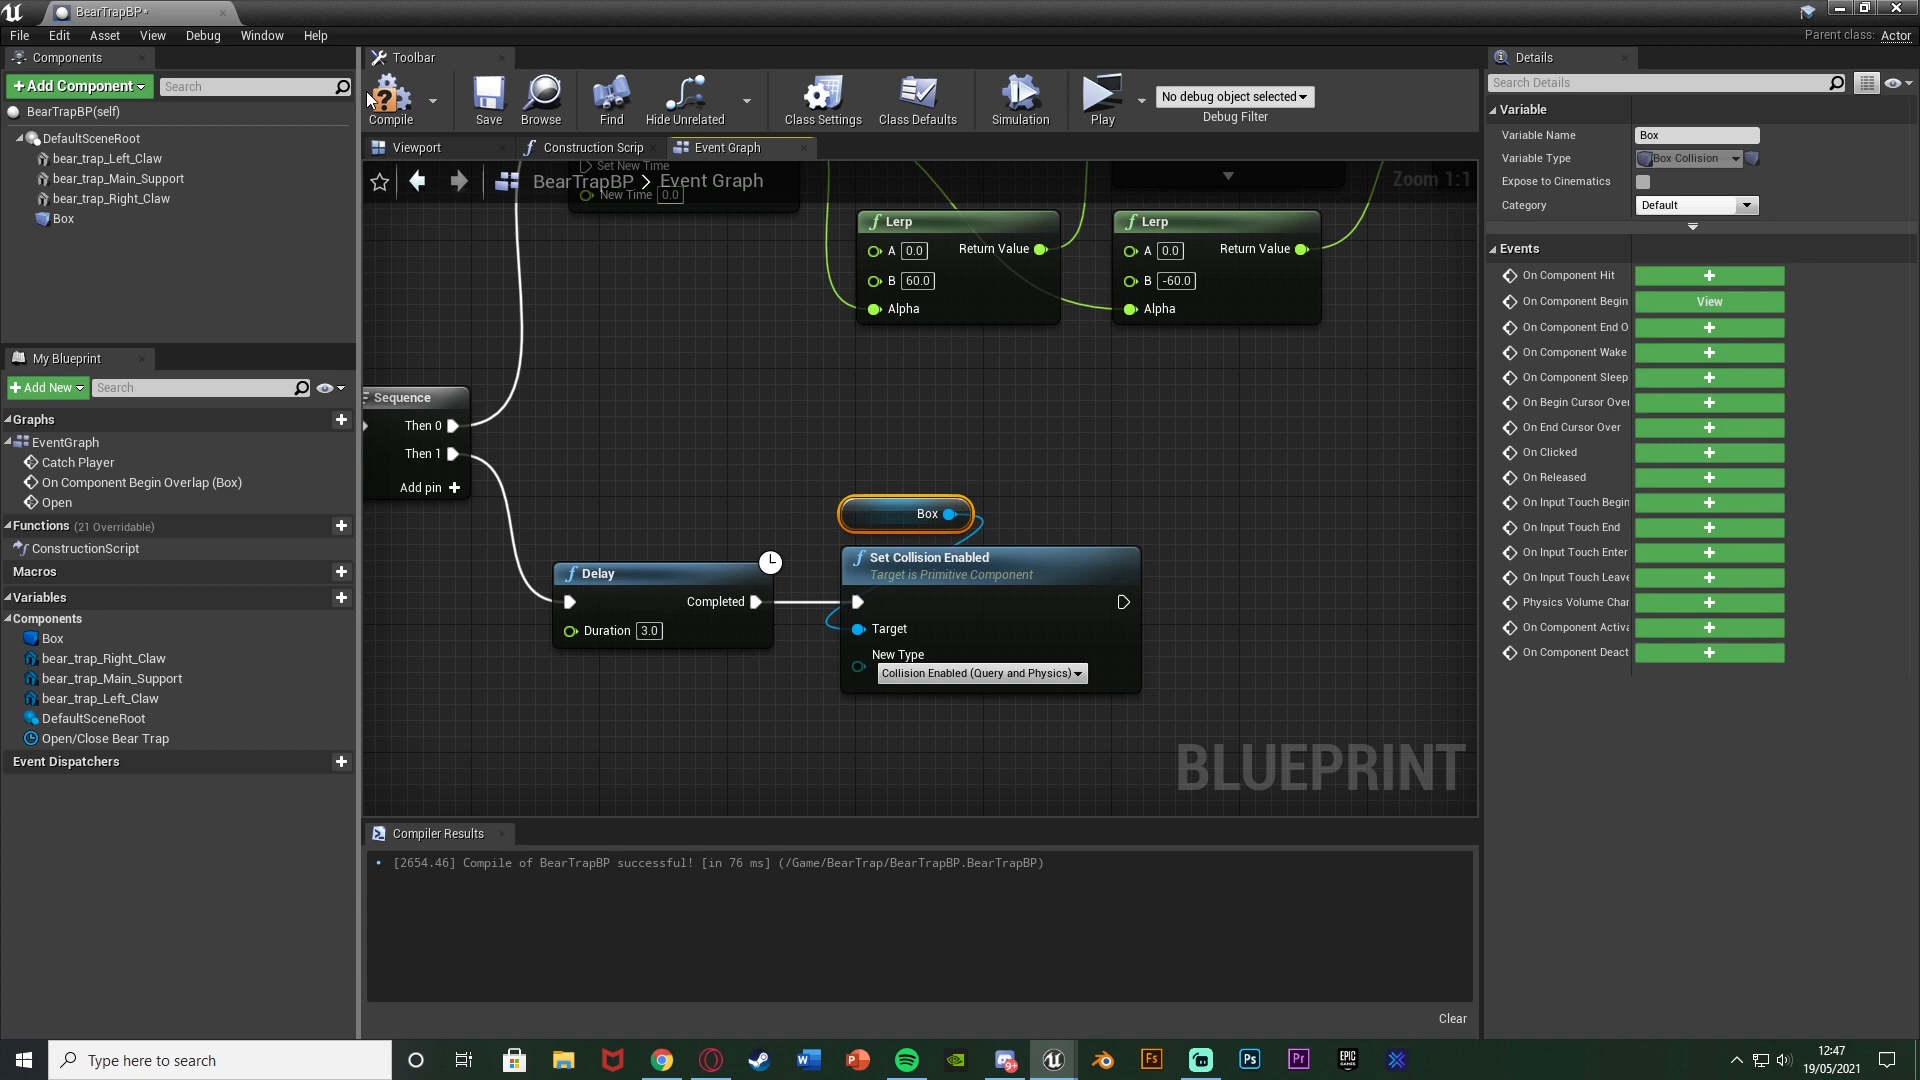 BearTrapBP*
File Edit Asset View Debug Window Help
Parent class: Actor
Components
Toolbar
Details
+Add Component
Search
BearTrapBP(self)
DefaultSceneRoot
bear_trap_Left_Claw
bear_trap_Main_Support
bear_trap_Right_Claw
Box
Compile
Save
Browse
Find
Hide Unrelated
Class Settings
Class Defaults
Simulation
Play
No debug object selected
Debug Filter
Viewport
Construction Scrip
Event Graph
BearTrapBP > Event Graph
Zoom 1:1
Set New Time
New Time 0.0
Lerp
A 0.0
Return Value
B 60.0
Alpha
Lerp
A 0.0
Return Value
B -60.0
Alpha
Sequence
Then 0
Then 1
Add pin +
Box
Delay
Completed
Duration 3.0
Set Collision Enabled
Target is Primitive Component
Target
New Type
Collision Enabled (Query and Physics)
BLUEPRINT
My Blueprint
+Add New
Search
Graphs
EventGraph
Catch Player
On Component Begin Overlap (Box)
Open
Functions (21 Overridable)
ConstructionScript
Macros
Variables
Components
Box
bear_trap_Right_Claw
bear_trap_Main_Support
bear_trap_Left_Claw
DefaultSceneRoot
Open/Close Bear Trap
Event Dispatchers
Compiler Results
[2654.46] Compile of BearTrapBP successful! [in 76 ms] (/Game/BearTrap/BearTrapBP.BearTrapBP)
Clear
Search Details
Variable
Variable Name Box
Variable Type Box Collision
Expose to Cinematics
Category Default
Events
On Component Hit
On Component Begin View
On Component End O
On Component Wake
On Component Sleep
On Begin Cursor Over
On End Cursor Over
On Clicked
On Released
On Input Touch Begin
On Input Touch End
On Input Touch Enter
On Input Touch Leave
Physics Volume Chan
On Component Activa
On Component Deact
Type here to search
9+
W
P
Fs
Ps
Pr
EPIC GAMES
12:47
19/05/2021